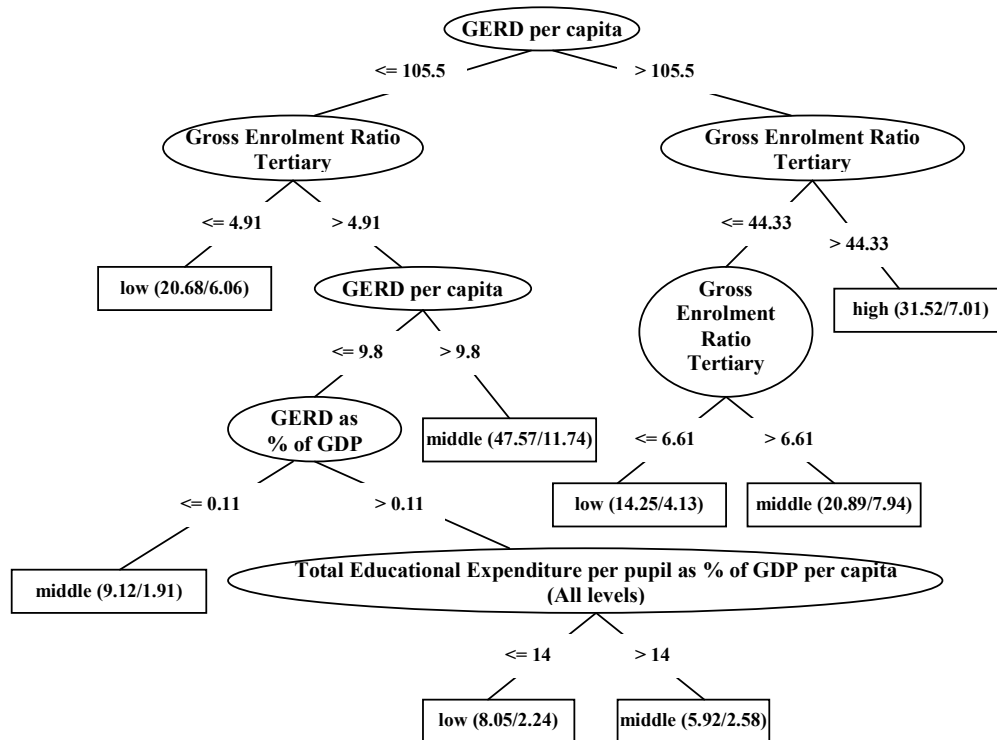 GERD per capita
<= 105.5
> 105.5
Gross Enrolment Ratio
Tertiary
Gross Enrolment Ratio
Tertiary
<= 4.91
> 4.91
<= 44.33
> 44.33
low (20.68/6.06)
GERD per capita
Gross
Enrolment
Ratio
Tertiary
high (31.52/7.01)
<= 9.8
> 9.8
GERD as
% of GDP
middle (47.57/11.74)
<= 6.61
> 6.61
<= 0.11
> 0.11
low (14.25/4.13)
middle (20.89/7.94)
middle (9.12/1.91)
Total Educational Expenditure per pupil as % of GDP per capita
(All levels)
<= 14
> 14
low (8.05/2.24)
middle (5.92/2.58)